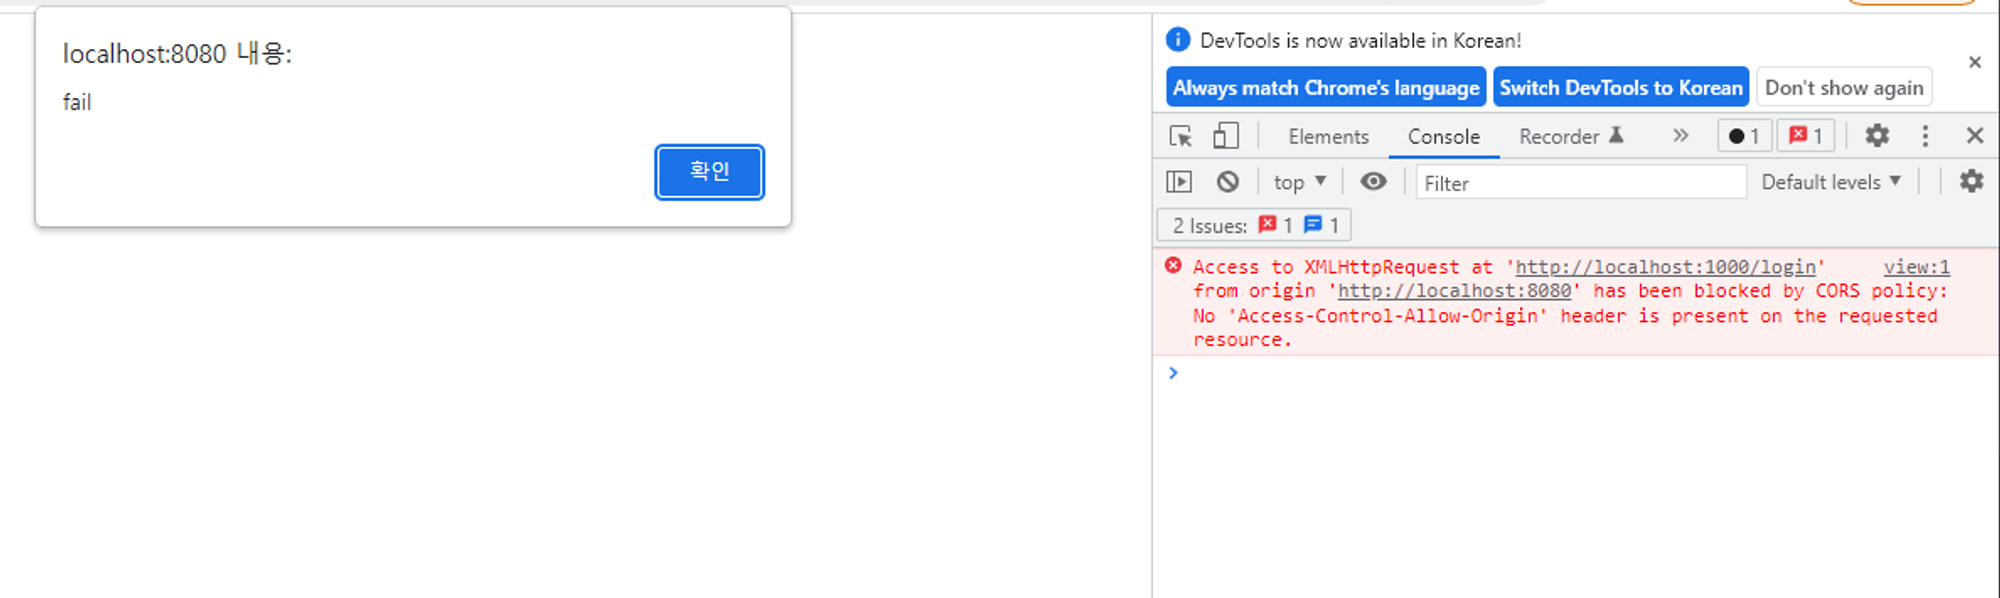 localhost:8080 내용:
fail
확인
DevTools is now available in Korean!
Always match Chrome's language Switch DevTools to Korean Don't show again
Elements Console Recorder 1 1
top Filter Default levels
2 Issues: 1 1
Access to XMLHttpRequest at 'http://localhost:1000/login' view:1
from origin 'http://localhost:8080' has been blocked by CORS policy:
No 'Access-Control-Allow-Origin' header is present on the requested
resource.